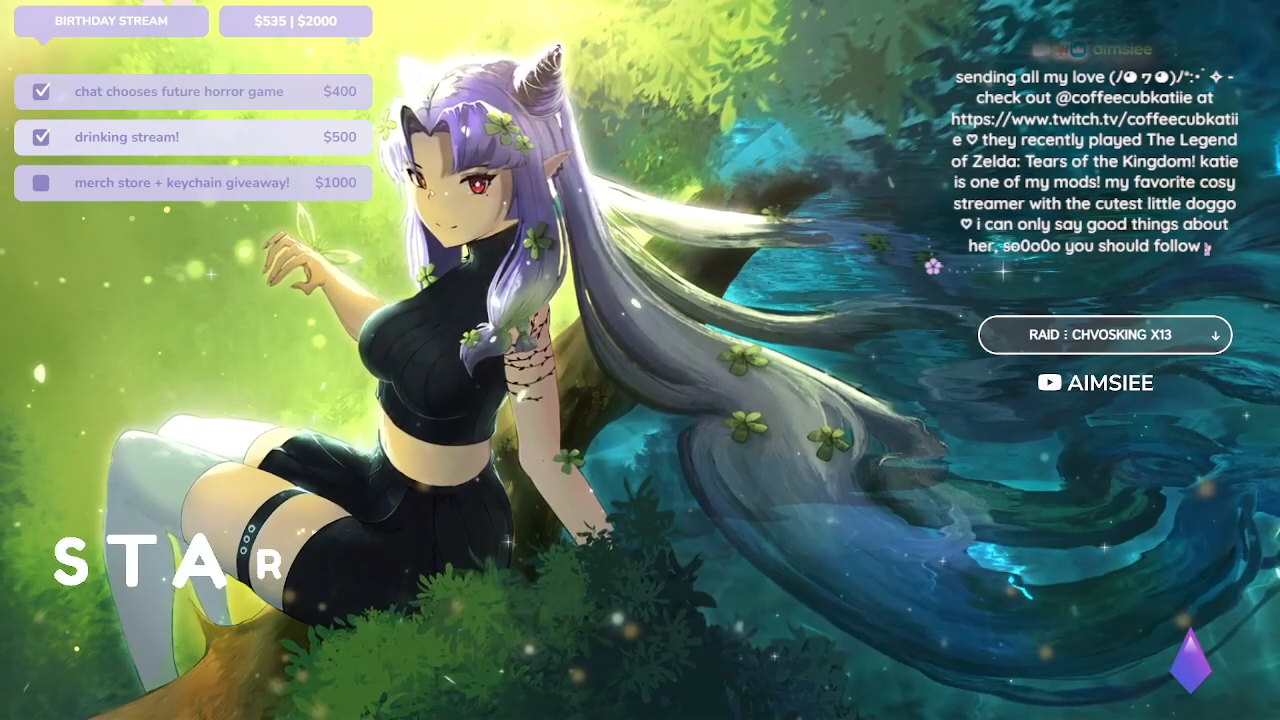 BIRTHDAY STREAM
$535 | $2000
chat chooses future horror game $400
drinking stream! $500
merch store + keychain giveaway! $1000
aimsiee
sending all my love (ﾉ◕ ヮ ◕)ﾉ*:･ﾟ✧ -
check out @coffeecubkatiie at
https://www.twitch.tv/coffeecubkatii
e ♡ they recently played The Legend
of Zelda: Tears of the Kingdom! katie
is one of my mods! my favorite cosy
streamer with the cutest little doggo
♡ i can only say good things about
her, so0o0o you should follow
RAID ⋮ CHVOSKING X13 ↓
AIMSIEE
STAR